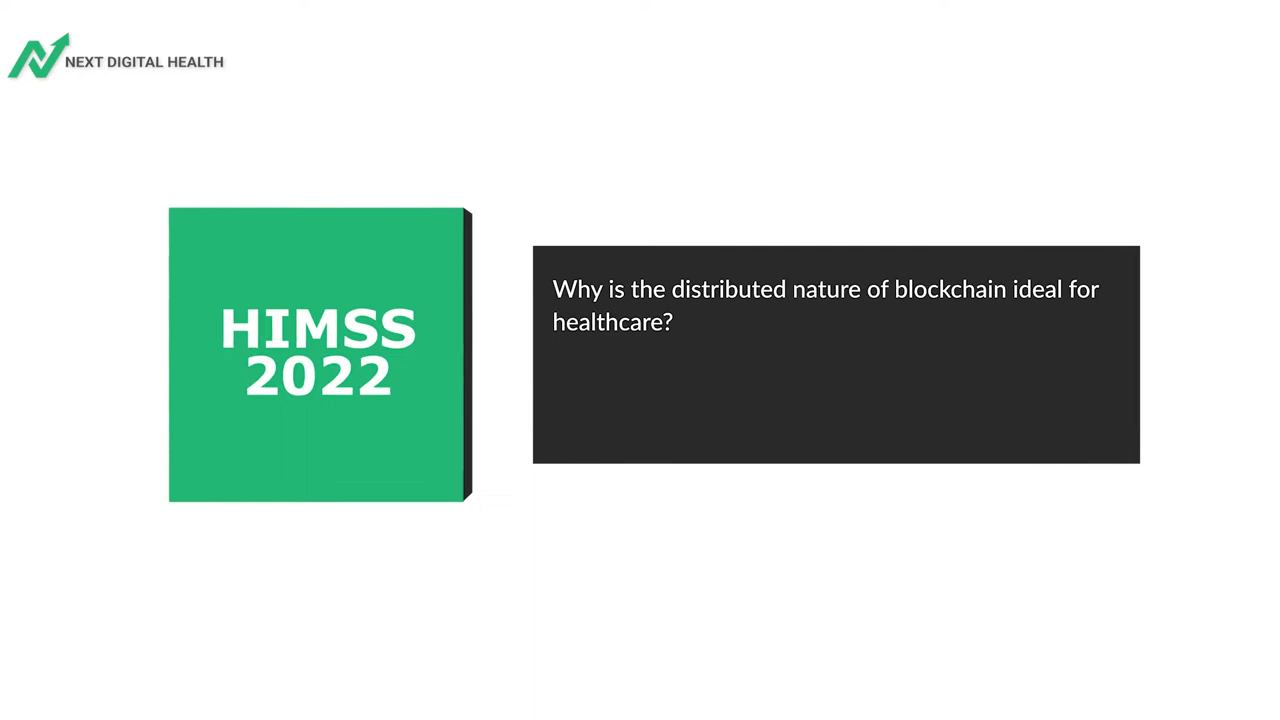 NEXT DIGITAL HEALTH
HIMSS
2022
Why is the distributed nature of blockchain ideal for
healthcare?